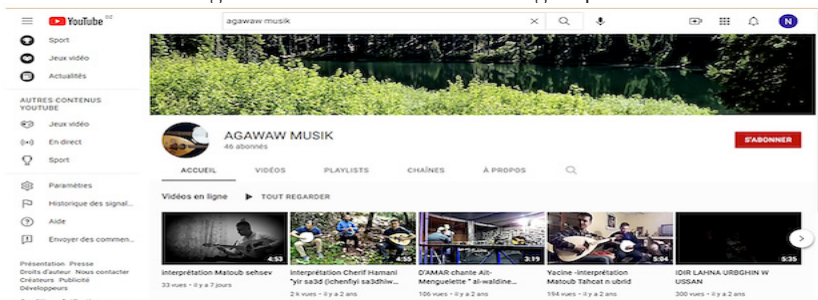 YouTube DZ
agawaw musik
N
Sport
Jeux vidéo
Actualités
AUTRES CONTENUS
YOUTUBE
Jeux vidéo
En direct
Sport
Paramètres
Historique des signal...
Aide
Envoyer des commen...
Présentation Presse
Droits d'auteur Nous contacter
Créateurs Publicité
Développeurs
AGAWAW MUSIK
46 abonnés
S'ABONNER
ACCUEIL VIDÉOS PLAYLISTS CHAÎNES À PROPOS
Vidéos en ligne TOUT REGARDER
4:53
interprétation Matoub sehsev
33 vues • il y a 7 jours
4:55
Interprétation Cherif Hamani
"yir sa3d (ichenfiyi sa3dhiw...
2 k vues • il y a 2 ans
3:19
D'AMAR chante Ait-
Menguelette " al-waldine...
106 vues • il y a 2 ans
5:04
Yacine -interprétation
Matoub Tahcat n ubrid
194 vues • il y a 2 ans
5:35
IDIR LAHNA URBGHIN W
USSAN
300 vues • il y a 2 ans